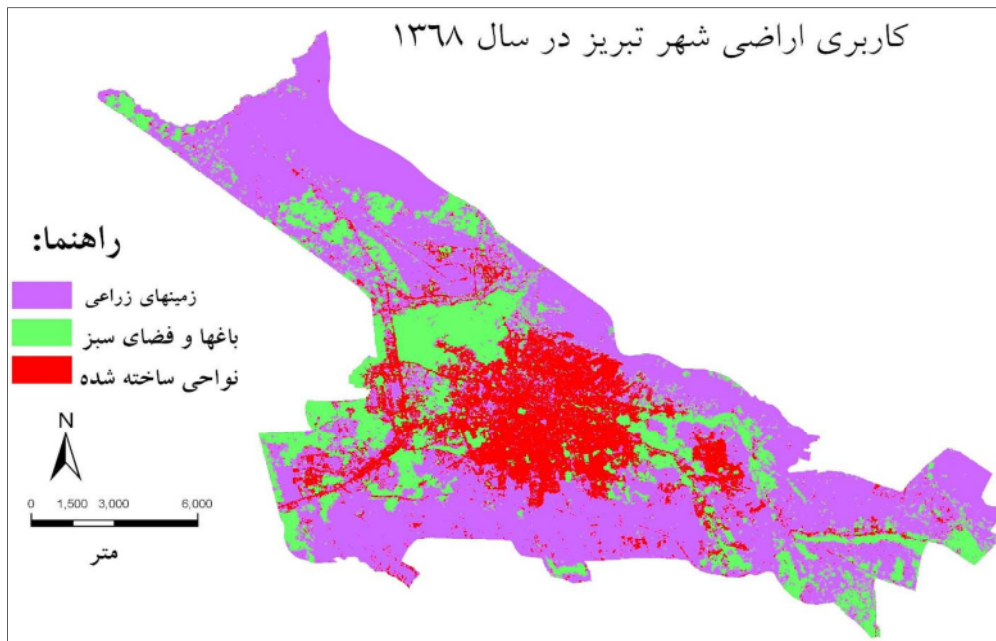 کاربری اراضی شهر تبریز در سال ۱۳۶۸
راهنما:
زمینهای زراعی
باغها و فضای سبز
نواحی ساخته شده
N
0 1,500 3,000 6,000
متر